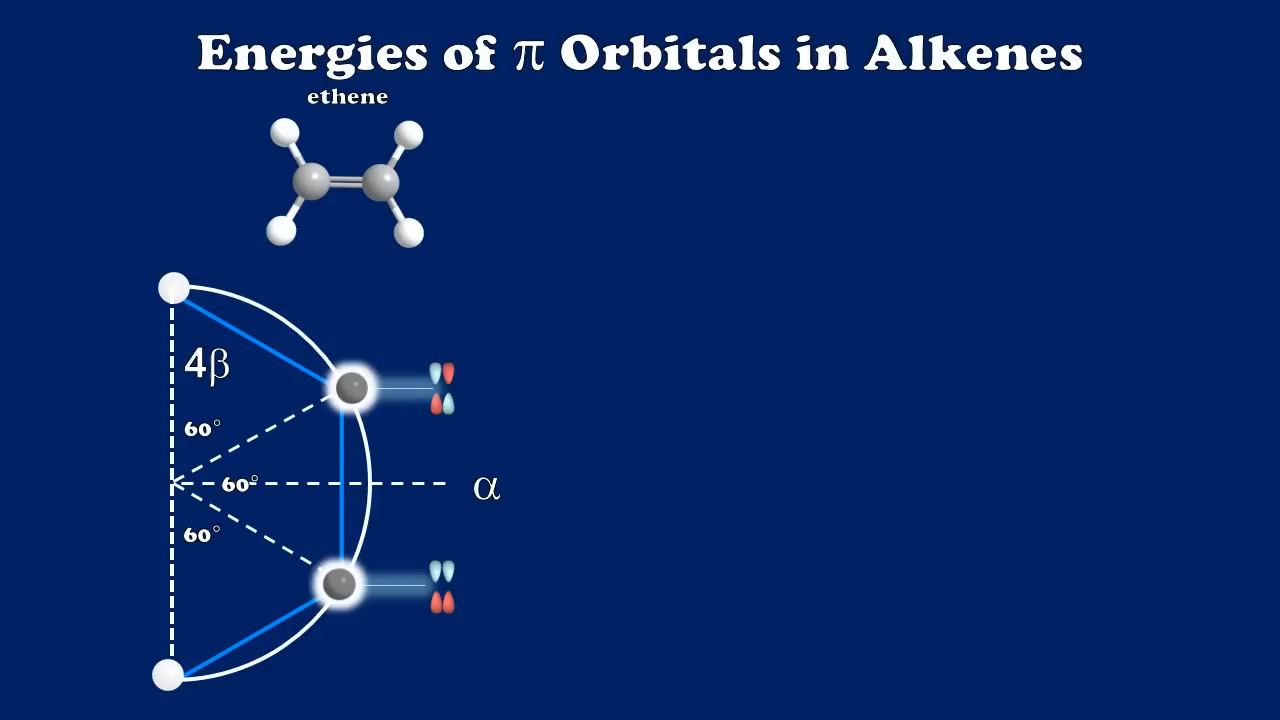 Energies of π Orbitals in Alkenes
ethene
4β
60°
60°
α
60°